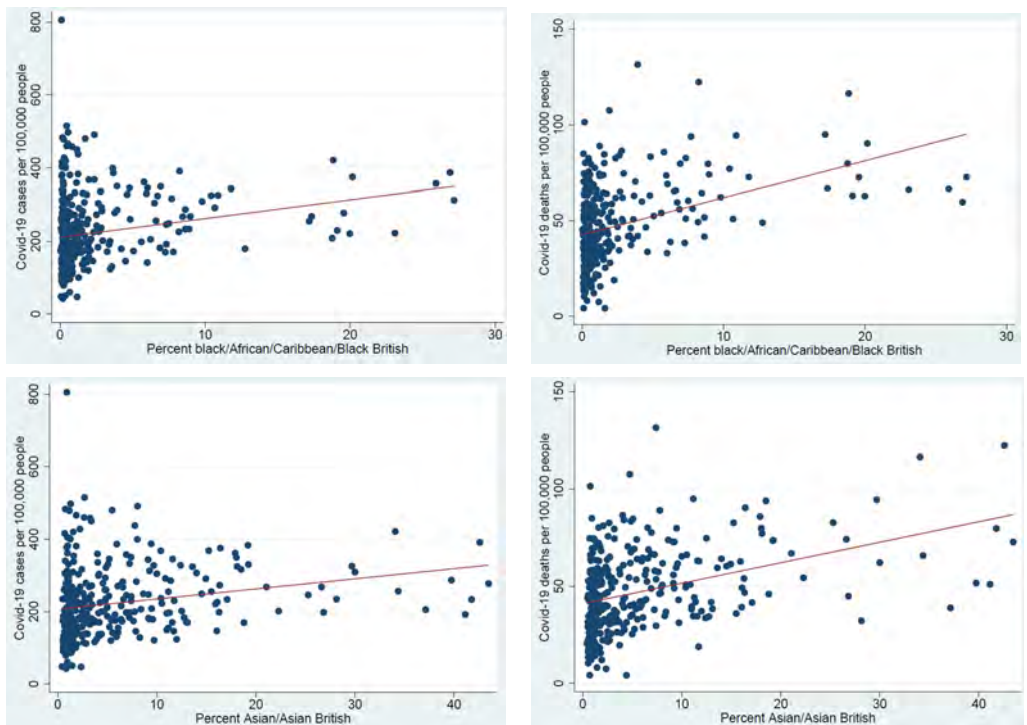 Covid-19 cases per 100,000 people
800
600
400
200
0
0 10 20 30
Percent black/African/Caribbean/Black British
Covid-19 deaths per 100,000 people
150
100
50
0
0 10 20 30
Percent black/African/Caribbean/Black British
Covid-19 cases per 100,000 people
800
600
400
200
0
0 10 20 30 40
Percent Asian/Asian British
Covid-19 deaths per 100,000 people
150
100
50
0
0 10 20 30 40
Percent Asian/Asian British